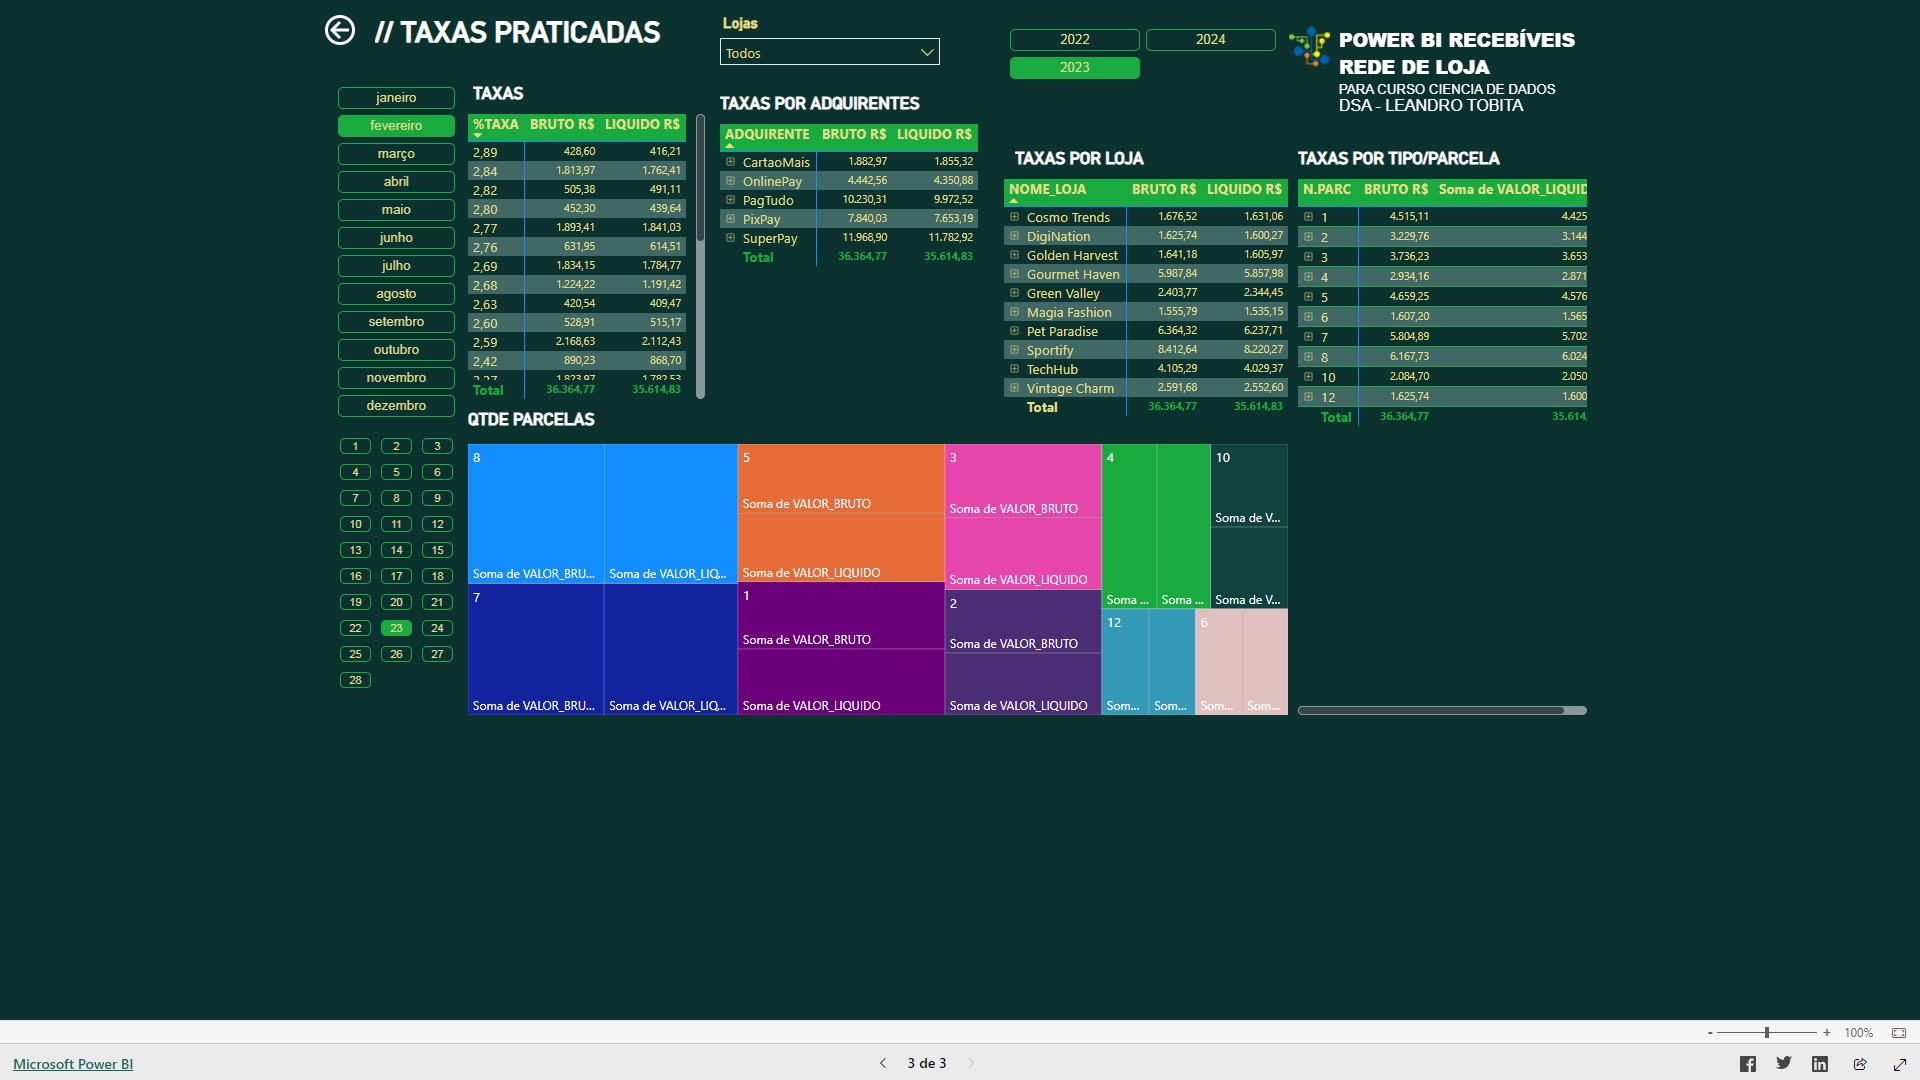 // TAXAS PRATICADAS
Lojas
Todos
2022
2024
2023
POWER BI RECEBÍVEIS
REDE DE LOJA
PARA CURSO CIENCIA DE DADOS
DSA - LEANDRO TOBITA
janeiro
fevereiro
março
abril
maio
junho
julho
agosto
setembro
outubro
novembro
dezembro
1 2 3
4 5 6
7 8 9
10 11 12
13 14 15
16 17 18
19 20 21
22 23 24
25 26 27
28
TAXAS
%TAXA BRUTO R$ LIQUIDO R$
2,89 428,60 416,21
2,84 1.813,97 1.762,41
2,82 505,38 491,11
2,80 452,30 439,64
2,77 1.893,41 1.841,03
2,76 631,95 614,51
2,69 1.834,15 1.784,77
2,68 1.224,22 1.191,42
2,63 420,54 409,47
2,60 528,91 515,17
2,59 2.168,63 2.112,43
2,42 890,23 868,70
Total 36.364,77 35.614,83
TAXAS POR ADQUIRENTES
ADQUIRENTE BRUTO R$ LIQUIDO R$
CartaoMais 1.882,97 1.855,32
OnlinePay 4.442,56 4.350,88
PagTudo 10.230,31 9.972,52
PixPay 7.840,03 7.653,19
SuperPay 11.968,90 11.782,92
Total 36.364,77 35.614,83
TAXAS POR LOJA
NOME_LOJA BRUTO R$ LIQUIDO R$
Cosmo Trends 1.676,52 1.631,06
DigiNation 1.625,74 1.600,27
Golden Harvest 1.641,18 1.605,97
Gourmet Haven 5.987,84 5.857,98
Green Valley 2.403,77 2.344,45
Magia Fashion 1.555,79 1.535,15
Pet Paradise 6.364,32 6.237,71
Sportify 8.412,64 8.220,27
TechHub 4.105,29 4.029,37
Vintage Charm 2.591,68 2.552,60
Total 36.364,77 35.614,83
TAXAS POR TIPO/PARCELA
N.PARC BRUTO R$ Soma de VALOR_LIQUID
1 4.515,11 4.425
2 3.229,76 3.144
3 3.736,23 3.653
4 2.934,16 2.871
5 4.659,25 4.576
6 1.607,20 1.565
7 5.804,89 5.702
8 6.167,73 6.024
10 2.084,70 2.050
12 1.625,74 1.600
Total 36.364,77 35.614,
QTDE PARCELAS
8
Soma de VALOR_BRU... Soma de VALOR_LIQ...
7
Soma de VALOR_BRU... Soma de VALOR_LIQ...
5
Soma de VALOR_BRUTO
Soma de VALOR_LIQUIDO
1
Soma de VALOR_BRUTO
Soma de VALOR_LIQUIDO
3
Soma de VALOR_BRUTO
Soma de VALOR_LIQUIDO
2
Soma de VALOR_BRUTO
Soma de VALOR_LIQUIDO
4
Soma ... Soma ...
10
Soma de V...
Soma de V...
12
Som... Som...
6
Som... Som...
- + 100%
Microsoft Power BI
3 de 3